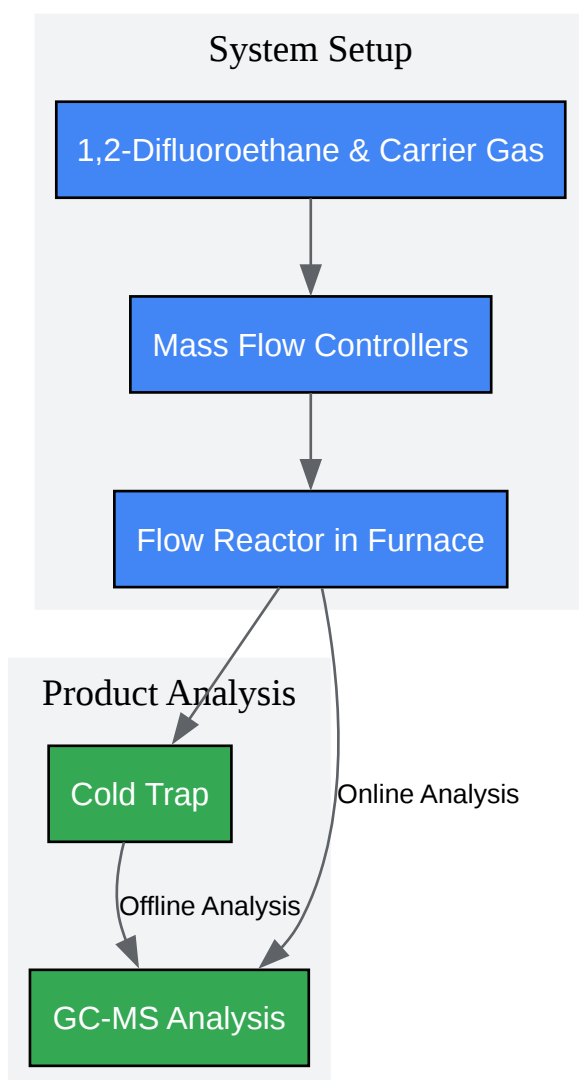 System Setup
1,2-Difluoroethane & Carrier Gas
Mass Flow Controllers
Flow Reactor in Furnace
Product Analysis
Cold Trap
Online Analysis
Offline Analysis
GC-MS Analysis